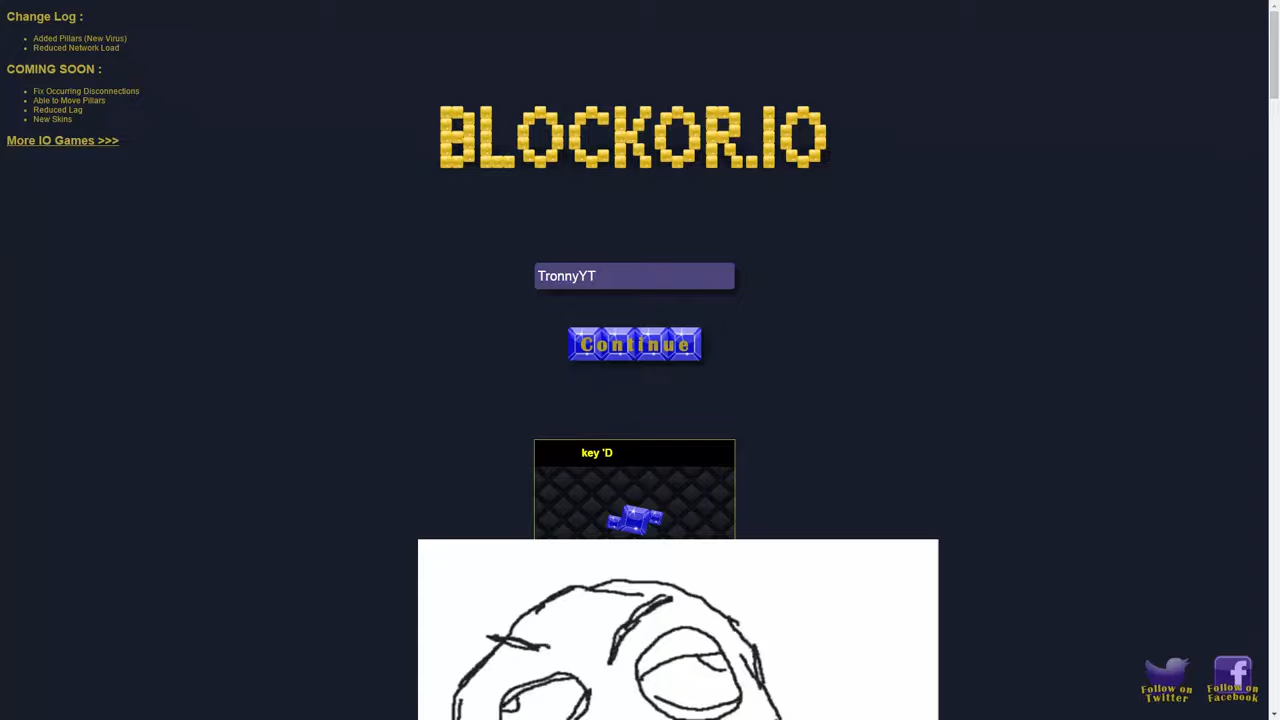 Change Log :
Added Pillars (New Virus)
Reduced Network Load
COMING SOON :
Fix Occurring Disconnections
Able to Move Pillars
Reduced Lag
New Skins
More IO Games >>>
BLOCKOR.IO
TronnyYT
Continue
key 'D
Follow on
Twitter
Follow on
Facebook